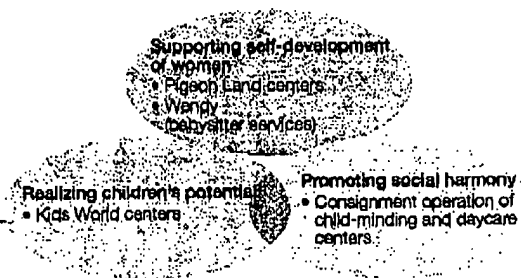 Supporting self-development
of women
• Pigeon Land centers
• Wendy
(babysitter services)
Realizing children's potential
• Kids World centers
Promoting social harmony
• Consignment operation of
child-minding and daycare
centers